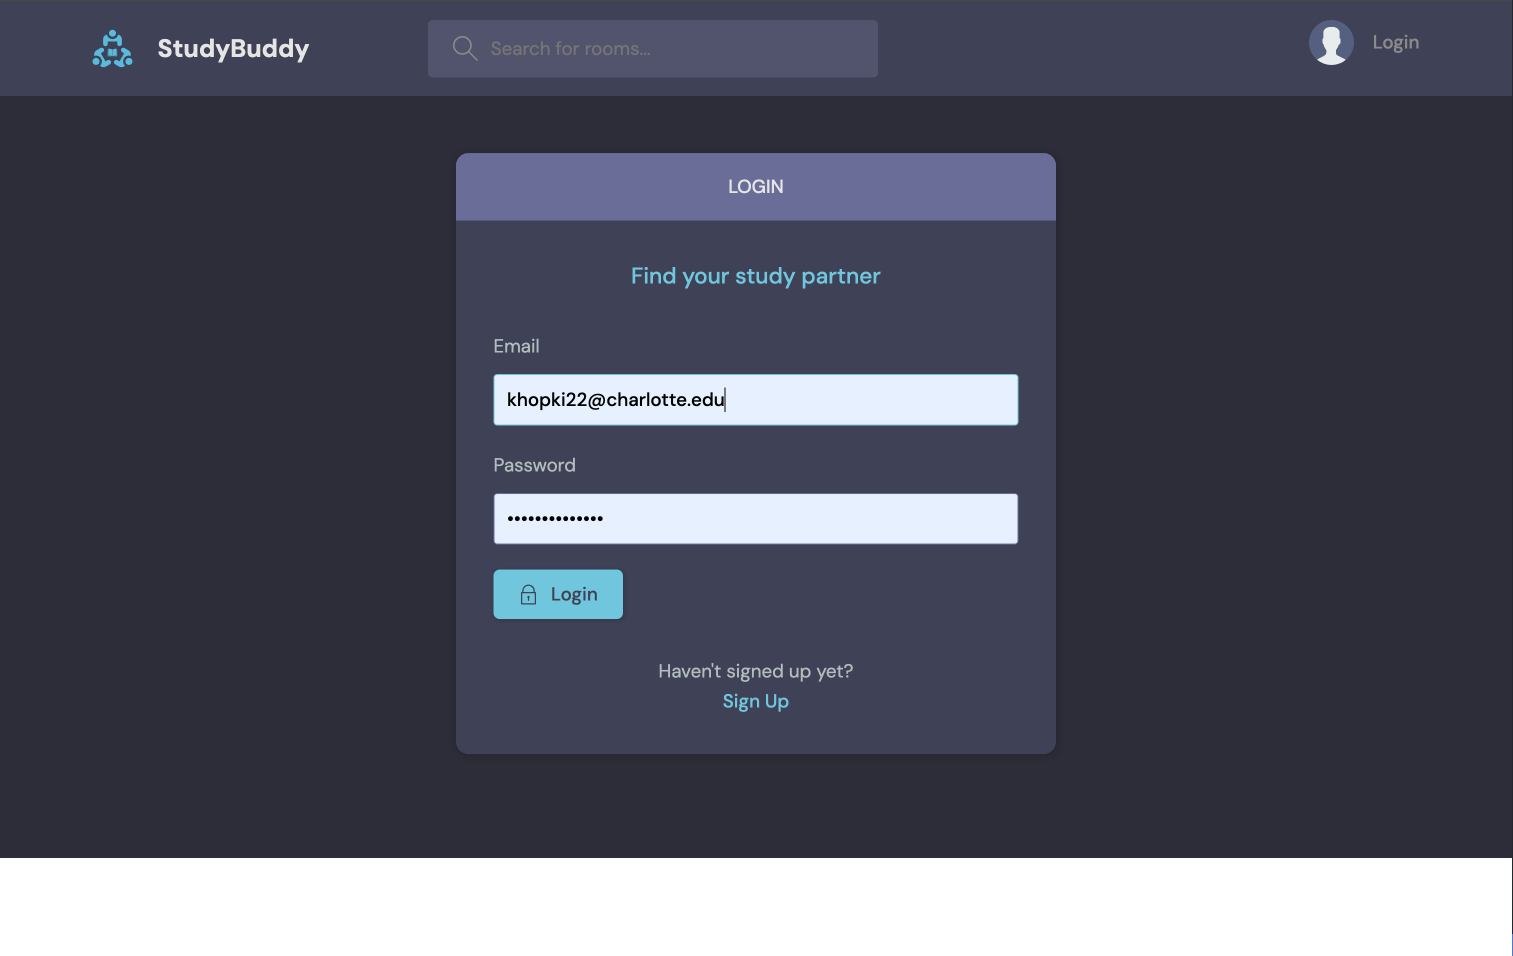 StudyBuddy
Search for rooms...
Login
LOGIN
Find your study partner
Email
khopki22@charlotte.edu
Password
••••••••••••••
Login
Haven't signed up yet?
Sign Up